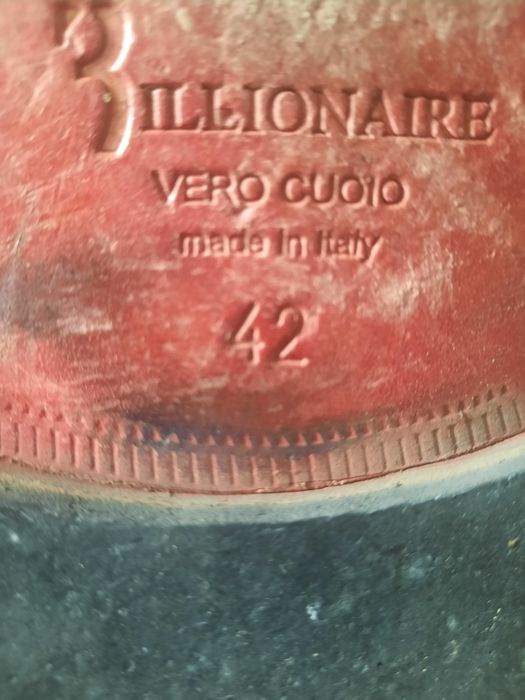 BILLIONAIRE
VERO CUOIO
made in Italy
42